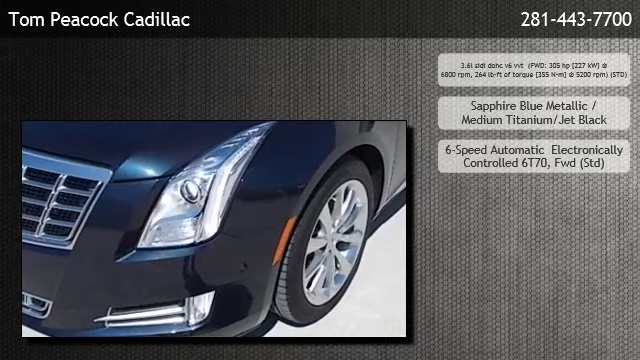 Tom Peacock Cadillac
281-443-7700
3.6l sidi dohc v6 vvt (FWD: 305 hp [227 kW] @
6800 rpm, 264 lb-ft of torque [355 N-m] @ 5200 rpm) (STD)
Sapphire Blue Metallic /
Medium Titanium/Jet Black
6-Speed Automatic Electronically
Controlled 6T70, Fwd (Std)